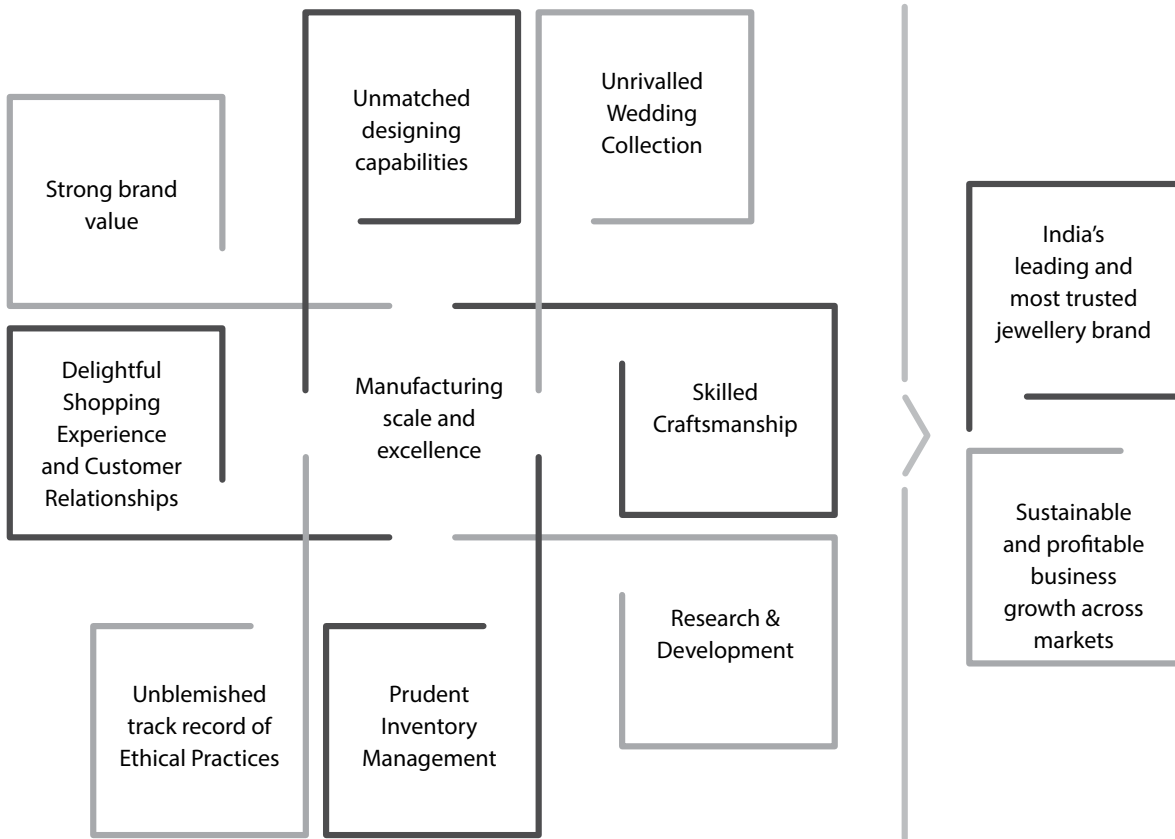 Unmatched
designing
capabilities
Unrivalled
Wedding
Collection
Strong brand
value
India’s
leading and
most trusted
jewellery brand
Delightful
Shopping
Experience
and Customer
Relationships
Manufacturing
scale and
excellence
Skilled
Craftsmanship
Sustainable
and profitable
business
growth across
markets
Research &
Development
Unblemished
track record of
Ethical Practices
Prudent
Inventory
Management